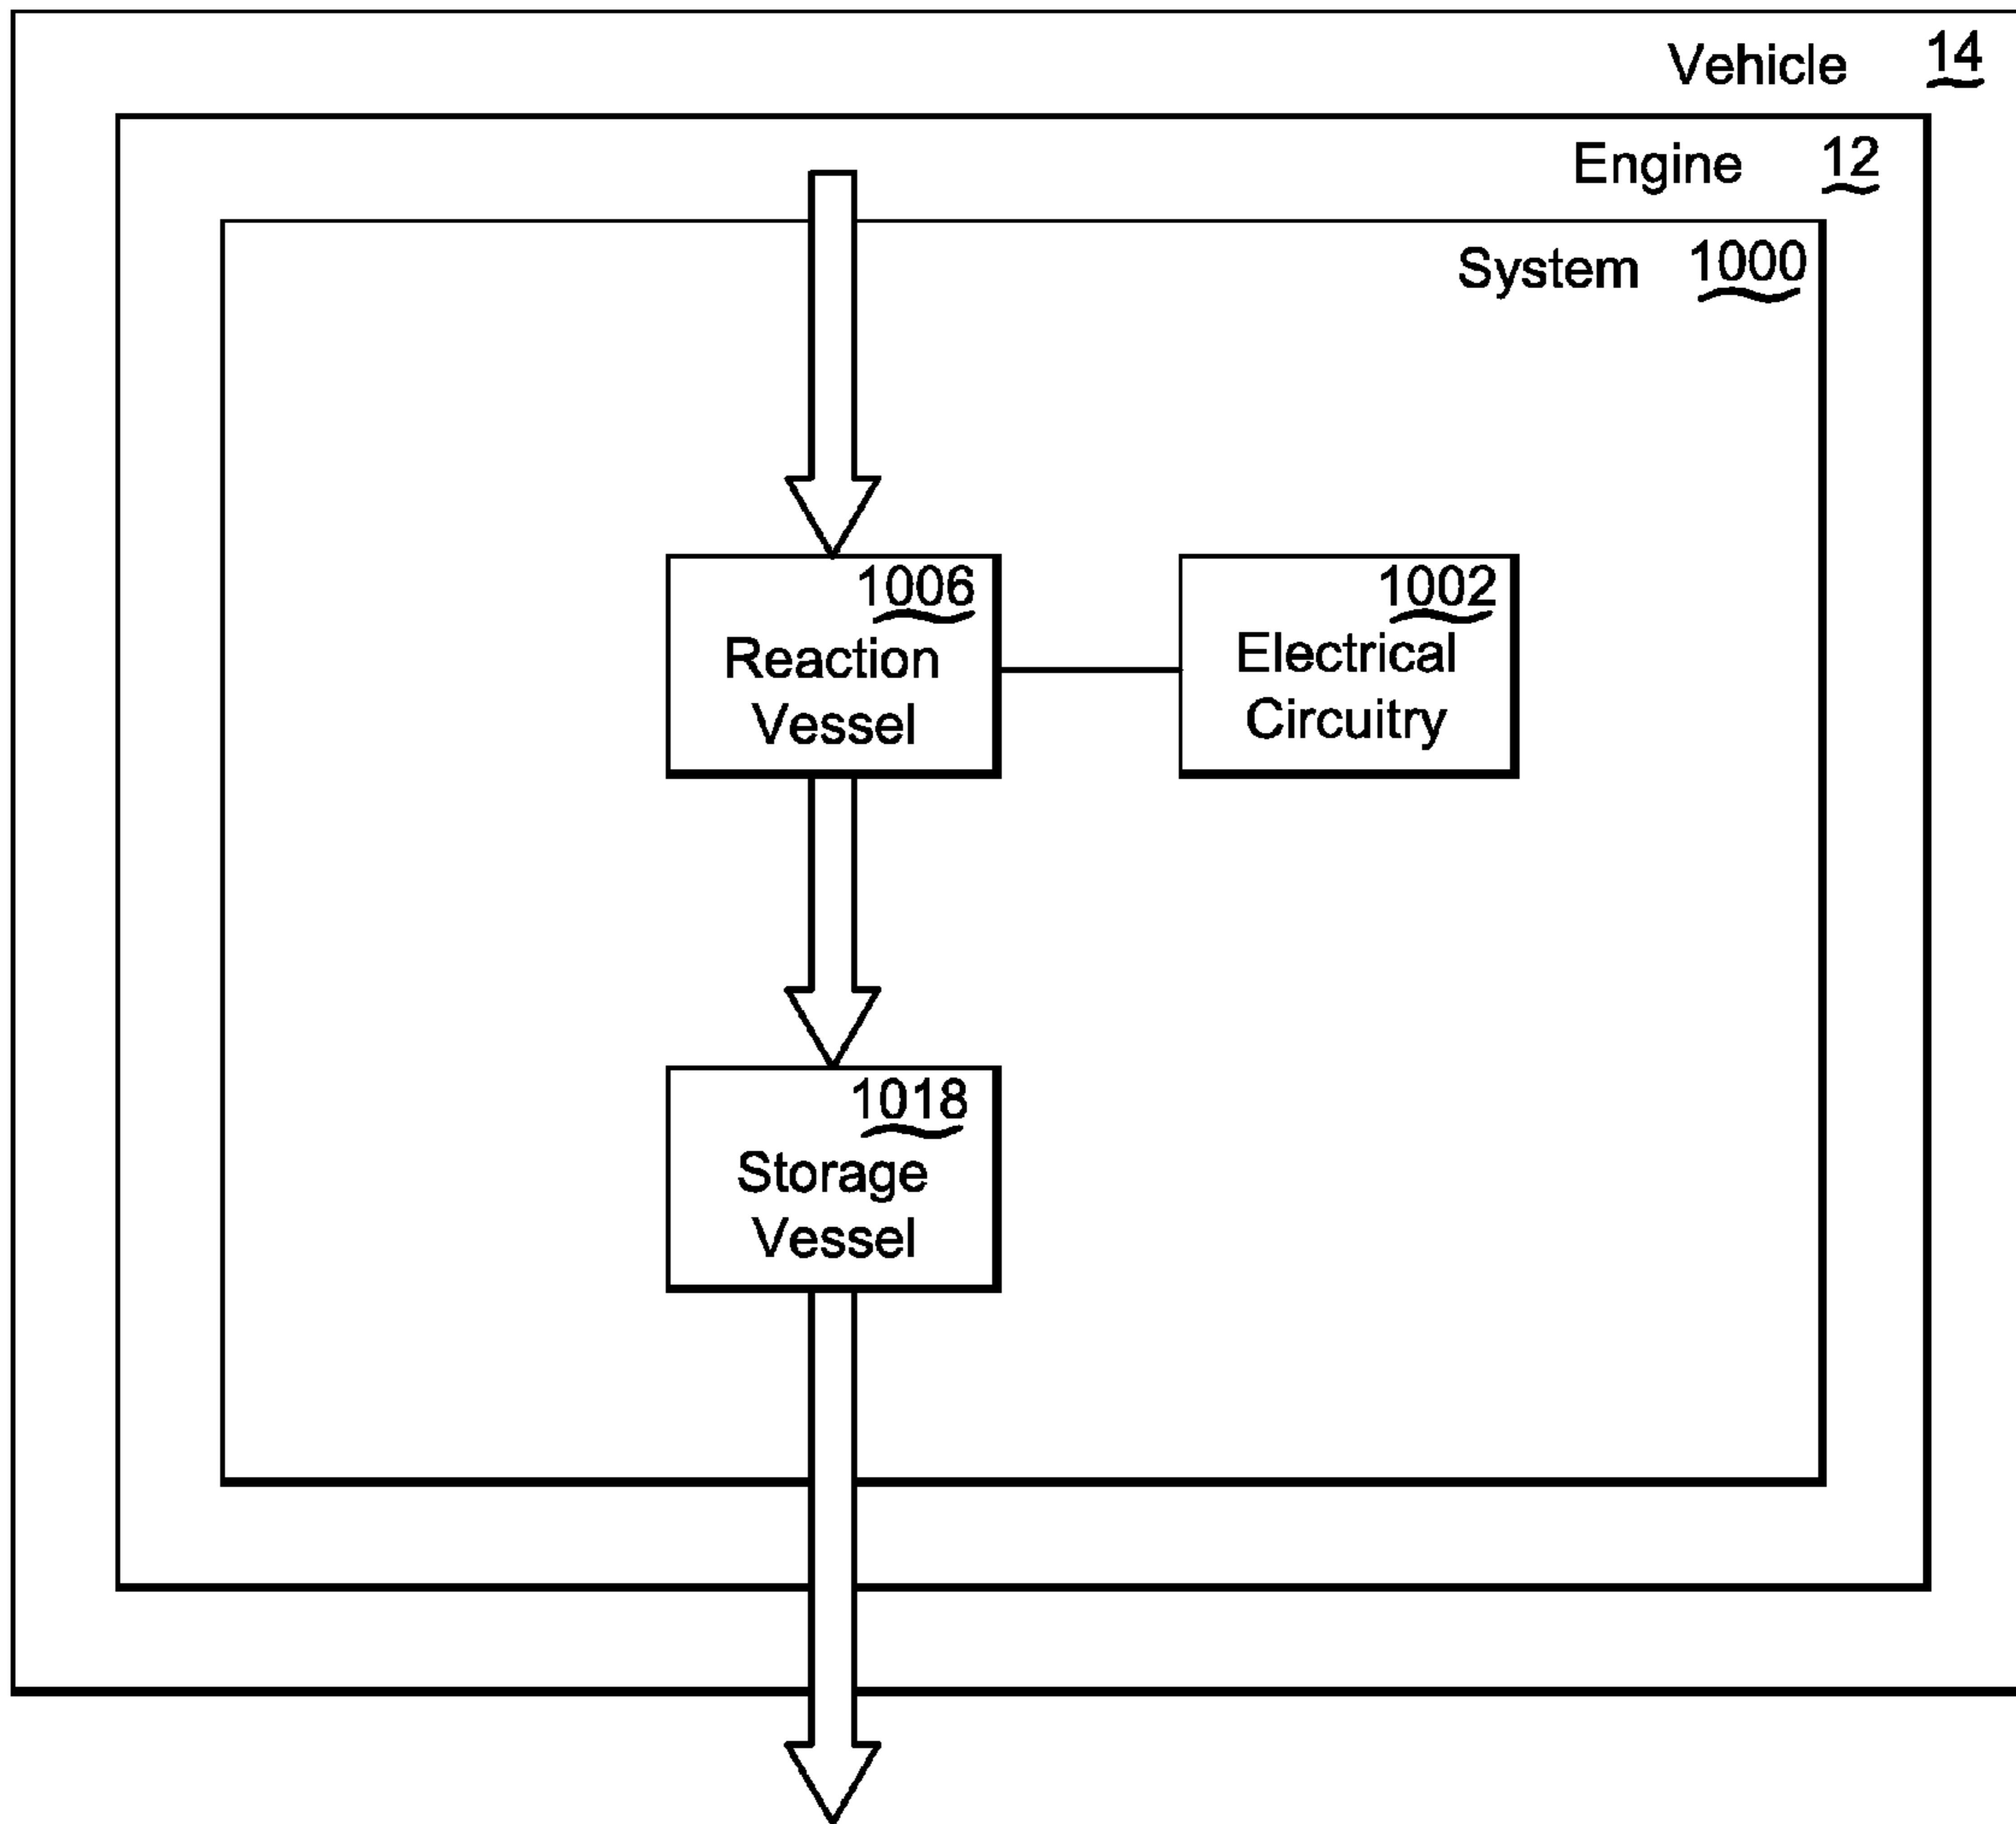 Vehicle 14
Engine 12
System 1000
1006
Reaction
Vessel
1002
Electrical
Circuitry
1018
Storage
Vessel